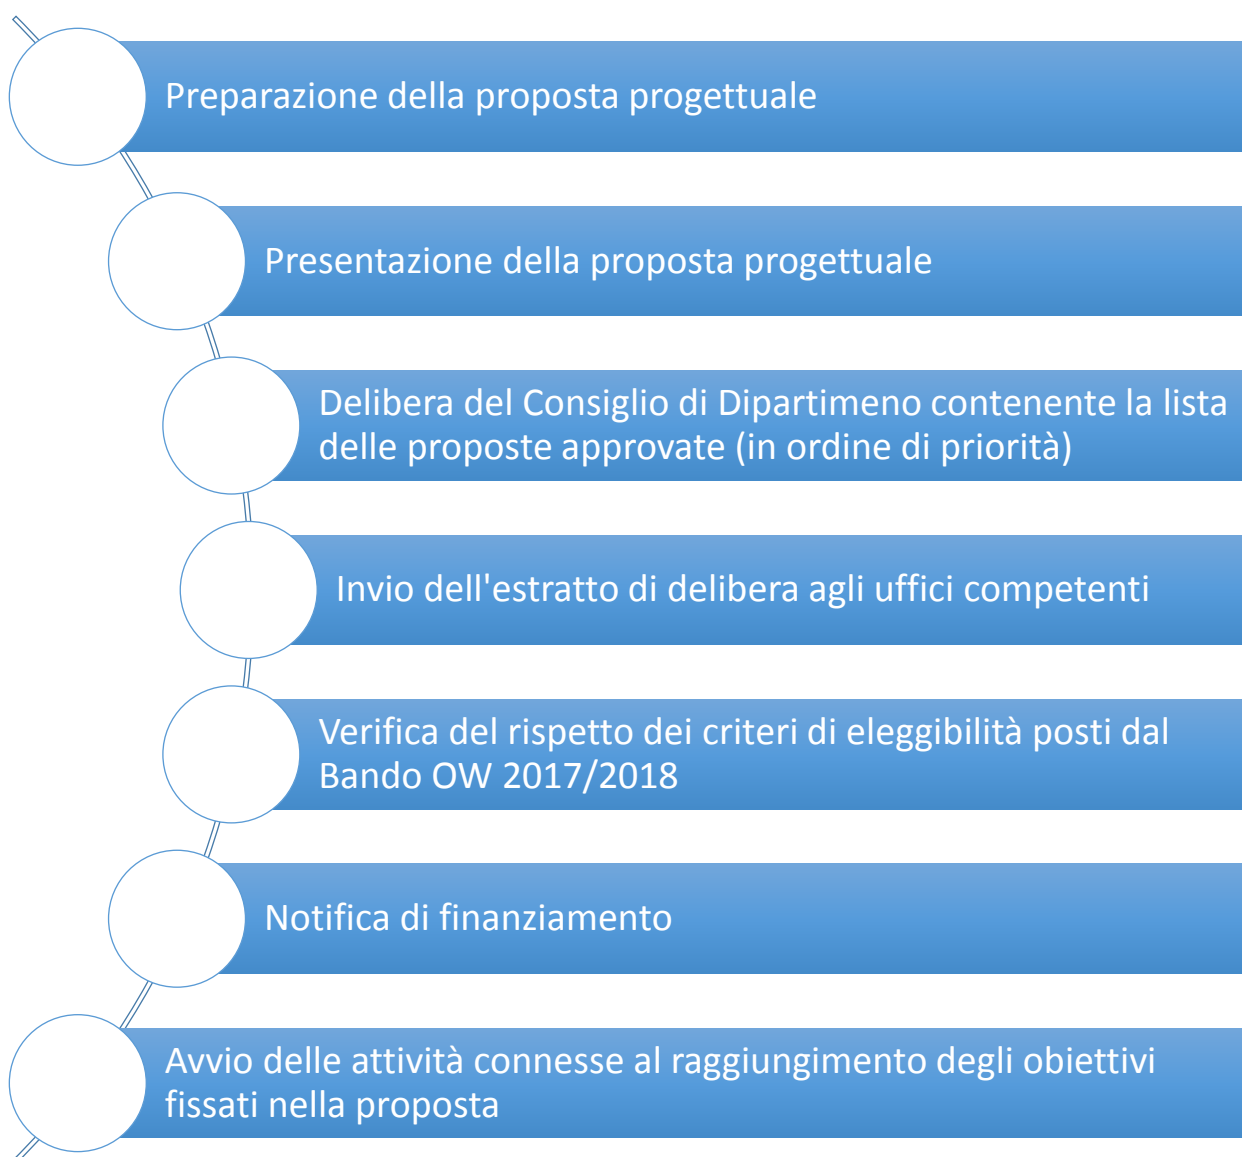 Preparazione della proposta progettuale
Presentazione della proposta progettuale
Delibera del Consiglio di Dipartimeno contenente la lista
delle proposte approvate (in ordine di priorità)
Invio dell'estratto di delibera agli uffici competenti
Verifica del rispetto dei criteri di eleggibilità posti dal
Bando OW 2017/2018
Notifica di finanziamento
Avvio delle attività connesse al raggiungimento degli obiettivi
fissati nella proposta